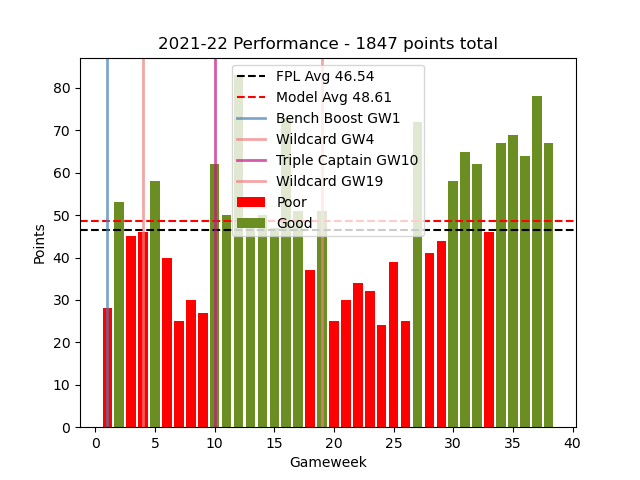 2021-22 Performance - 1847 points total
FPL Avg 46.54
Model Avg 48.61
Bench Boost GW1
Wildcard GW4
Triple Captain GW10
Wildcard GW19
Poor
Good
Points
80
70
60
50
40
30
20
10
0
0 5 10 15 20 25 30 35 40
Gameweek